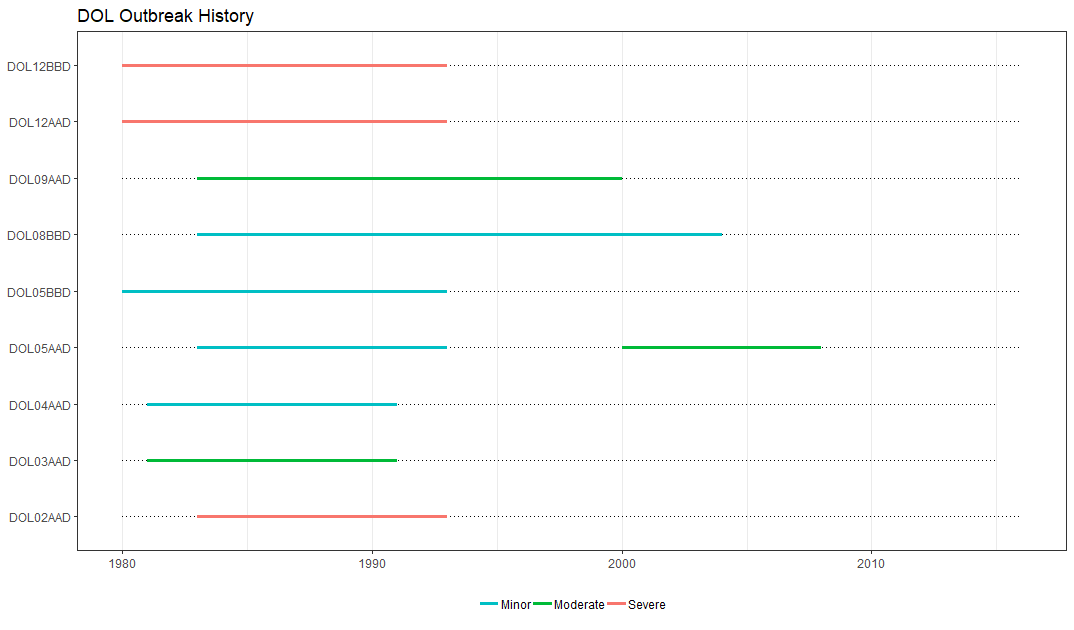 DOL Outbreak History
DOL12BBD
DOL12AAD
DOL09AAD
DOL08BBD
DOL05BBD
DOL05AAD
DOL04AAD
DOL03AAD
DOL02AAD
1980 1990 2000 2010
Minor Moderate Severe